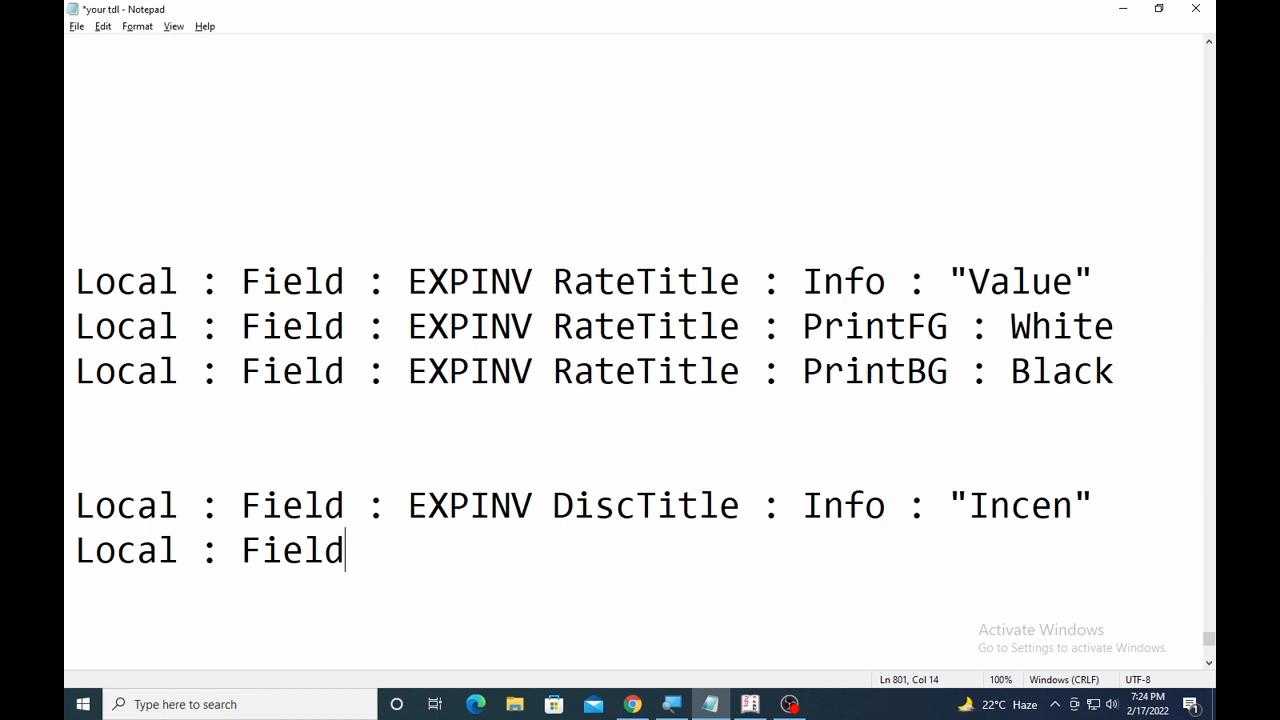 *your tdl - Notepad
File Edit Format View Help
Local : Field : EXPINV RateTitle : Info : "Value"
Local : Field : EXPINV RateTitle : PrintFG : White
Local : Field : EXPINV RateTitle : PrintBG : Black
Local : Field : EXPINV DiscTitle : Info : "Incen"
Local : Field
Activate Windows
Go to Settings to activate Windows.
Ln 801, Col 14 100% Windows (CRLF) UTF-8
Type here to search 22°C Haze 7:24 PM
2/17/2022